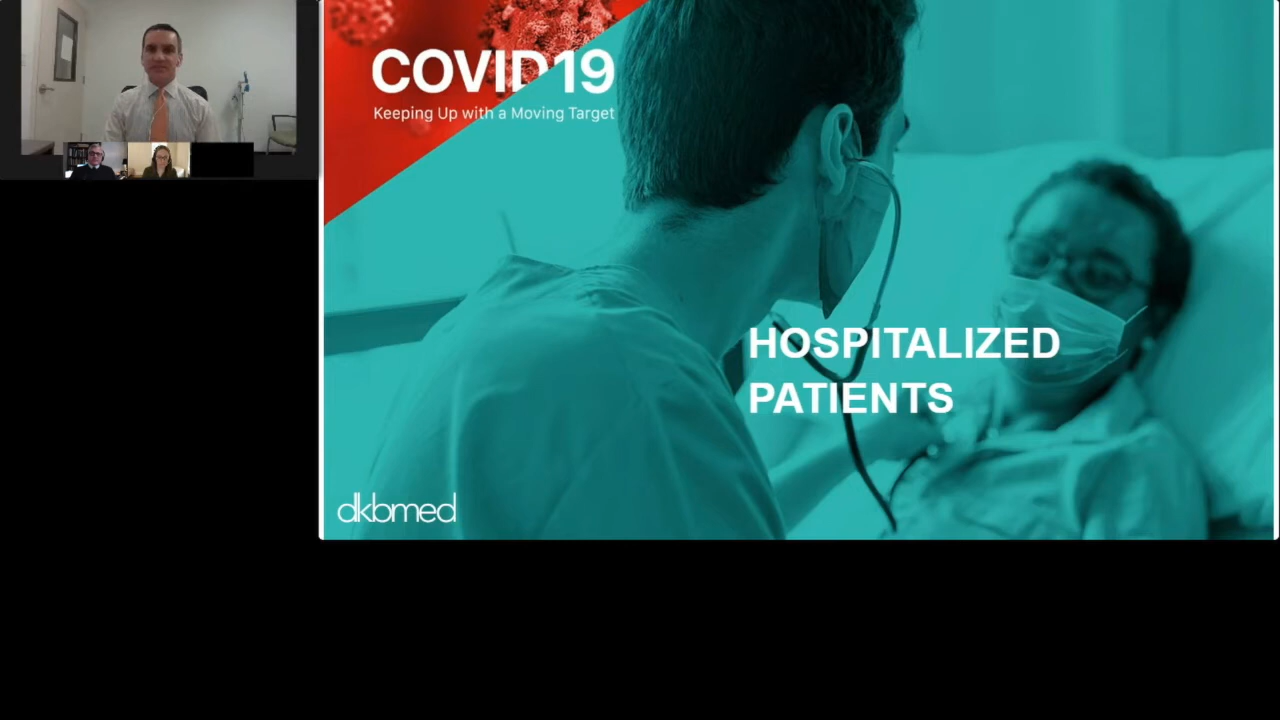 COVID19
Keeping Up with a Moving Target
HOSPITALIZED
PATIENTS
dkbmed